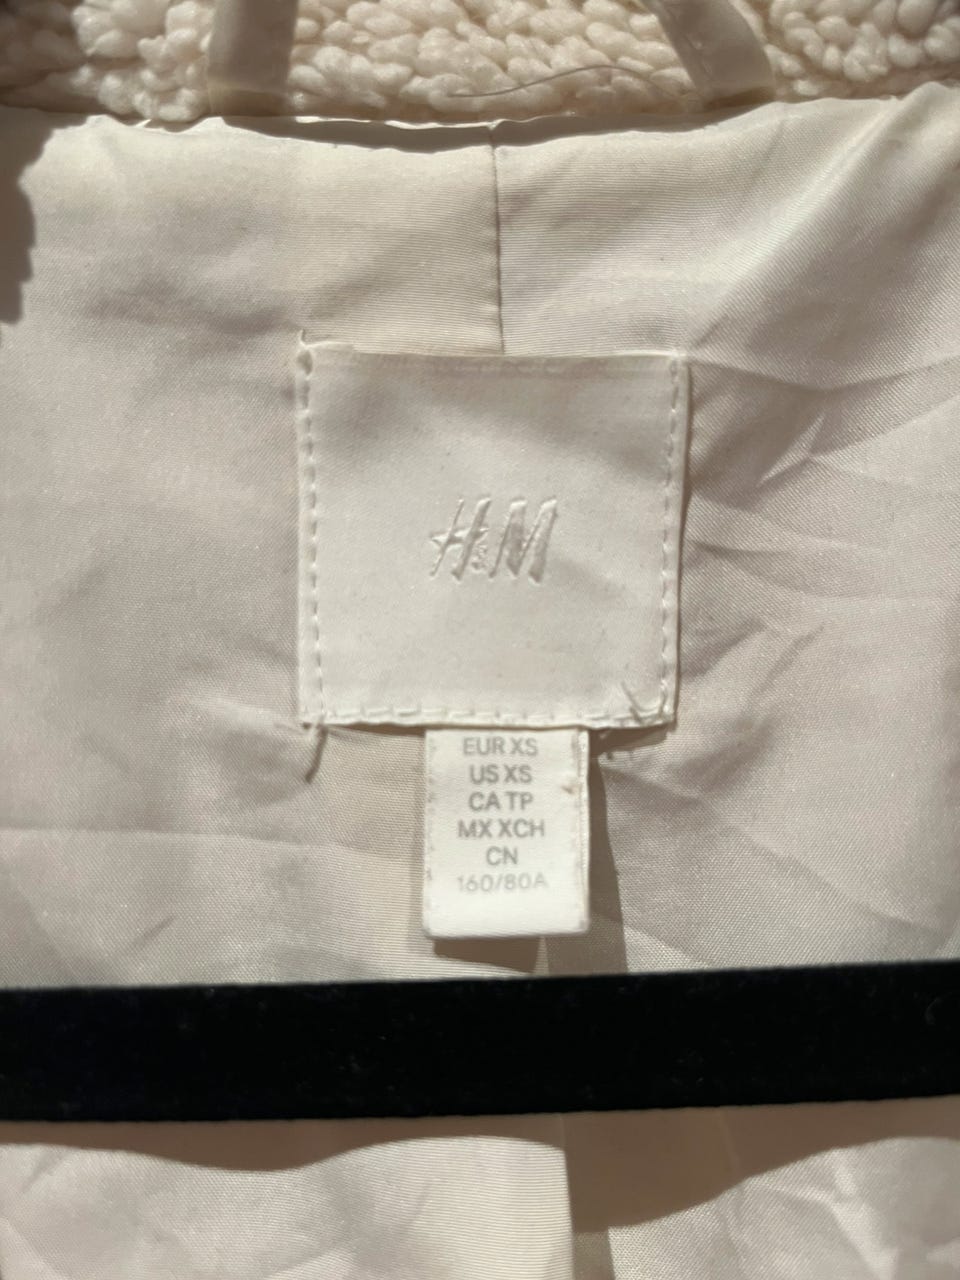 H&M
EUR XS
US XS
CA TP
MX XCH
CN
160/80A